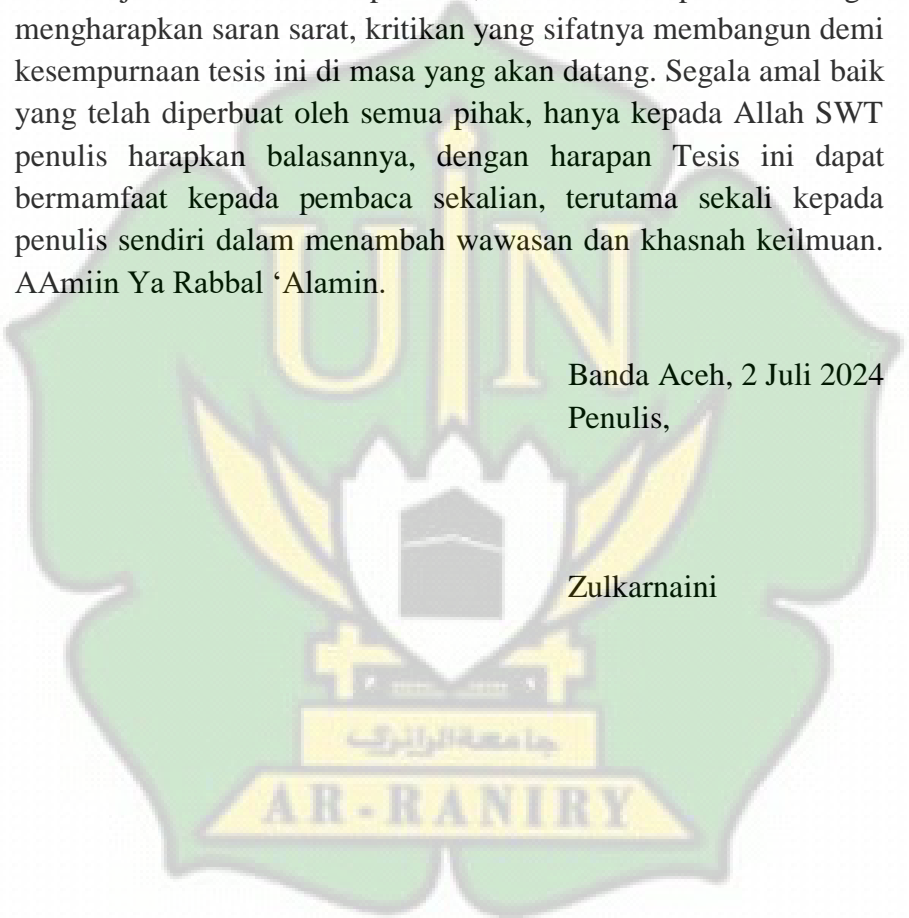 mengharapkan saran sarat, kritikan yang sifatnya membangun demi
kesempurnaan tesis ini di masa yang akan datang. Segala amal baik
yang telah diperbuat oleh semua pihak, hanya kepada Allah SWT
penulis harapkan balasannya, dengan harapan Tesis ini dapat
bermamfaat kepada pembaca sekalian, terutama sekali kepada
penulis sendiri dalam menambah wawasan dan khasnah keilmuan.
AAmiin Ya Rabbal ‘Alamin.
Banda Aceh, 2 Juli 2024
Penulis,
Zulkarnaini
UIN
جامعة الرانري
AR-RANIRY